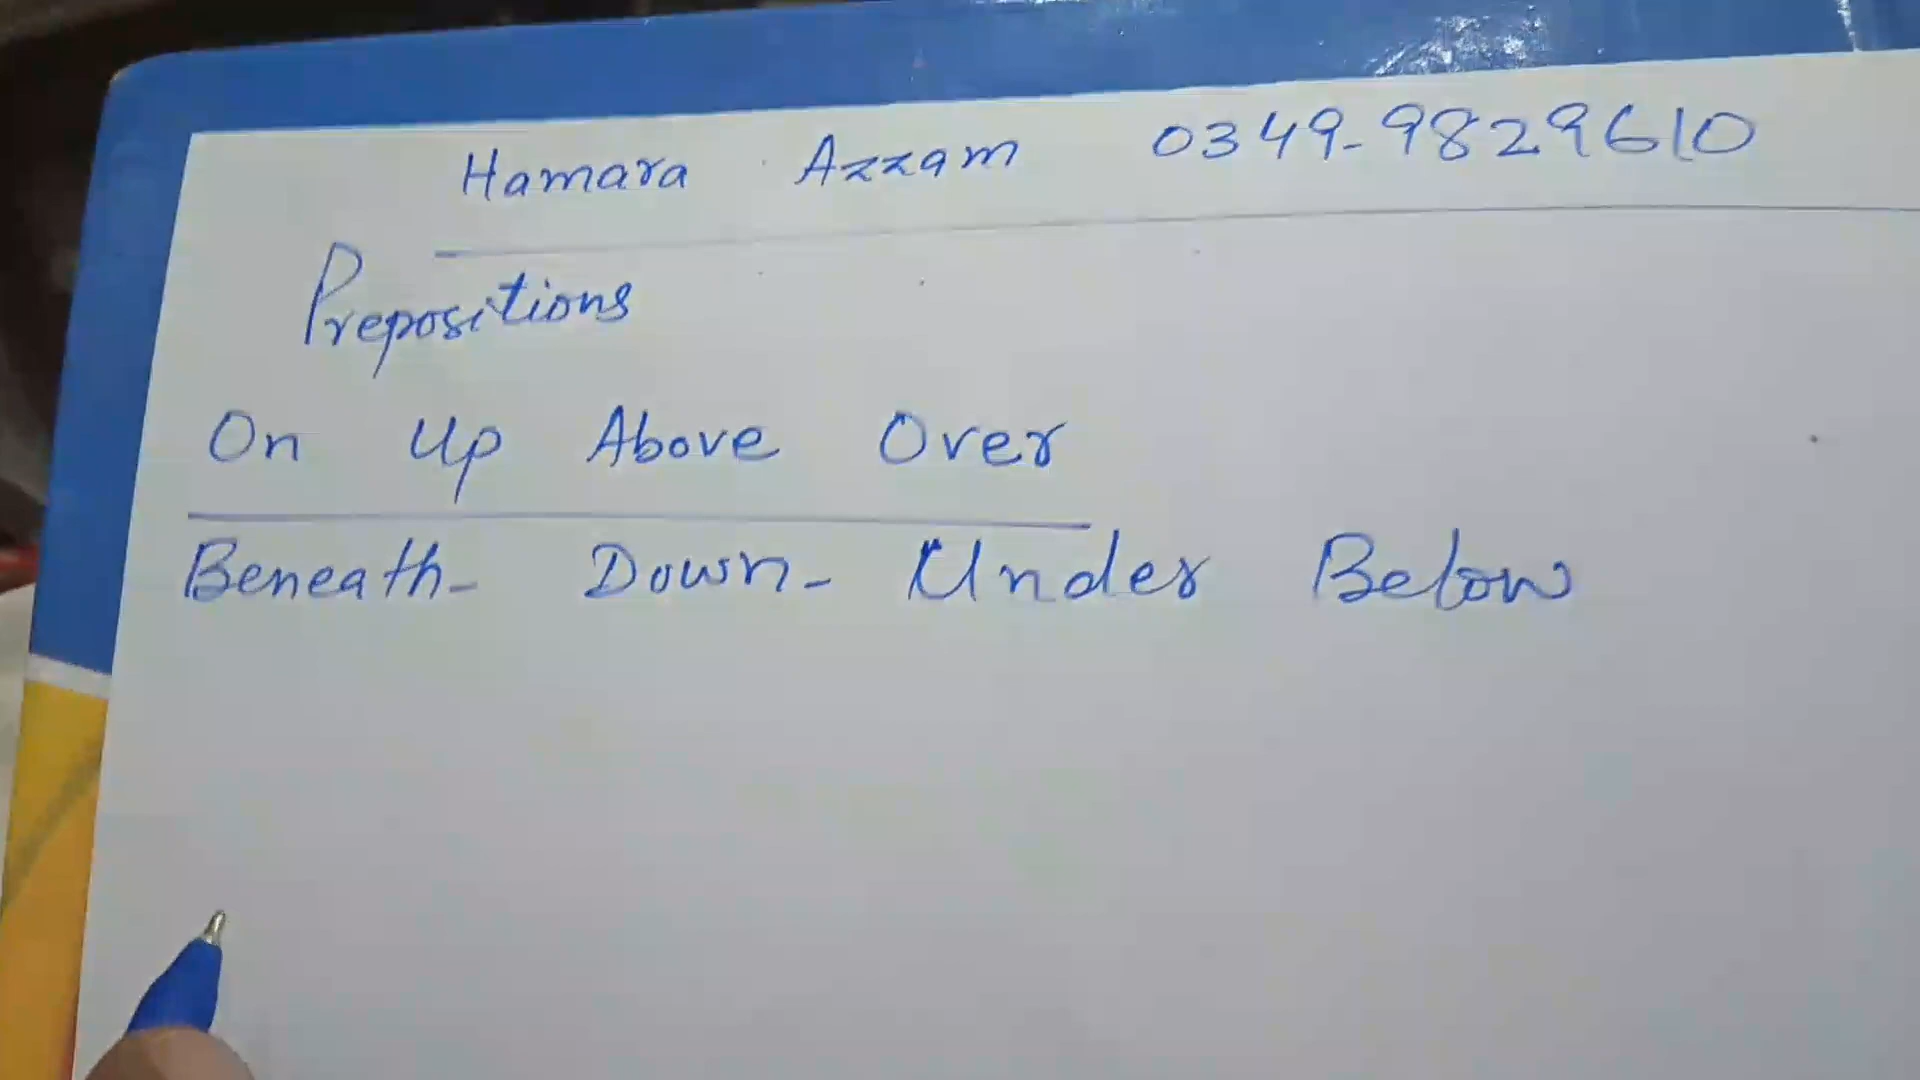 Hamara Azzam 0349-9829610
Prepositions
On Up Above Over
Beneath- Down- Under Below